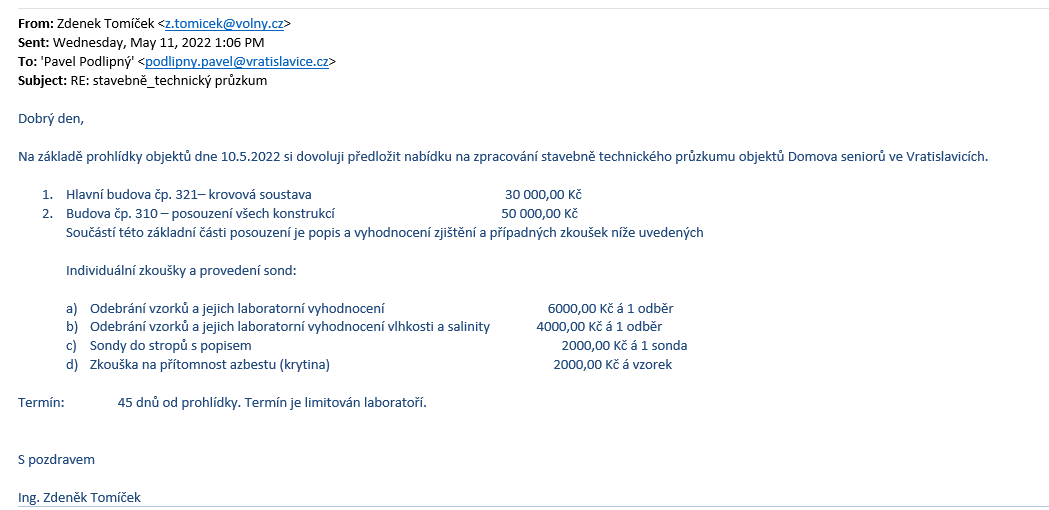 From: Zdenek Tomíček <z.tomicek@volny.cz>
Sent: Wednesday, May 11, 2022 1:06 PM
To: 'Pavel Podlipný' <podlipny.pavel@vratislavice.cz>
Subject: RE: stavebně_technický průzkum
Dobrý den,
Na základě prohlídky objektů dne 10.5.2022 si dovoluji předložit nabídku na zpracování stavebně technického průzkumu objektů Domova seniorů ve Vratislavicích.
1. Hlavní budova čp. 321– krovová soustava 30 000,00 Kč
2. Budova čp. 310 – posouzení všech konstrukcí 50 000,00 Kč
Součástí této základní části posouzení je popis a vyhodnocení zjištění a případných zkoušek níže uvedených
Individuální zkoušky a provedení sond:
a) Odebrání vzorků a jejich laboratorní vyhodnocení 6000,00 Kč á 1 odběr
b) Odebrání vzorků a jejich laboratorní vyhodnocení vlhkosti a salinity 4000,00 Kč á 1 odběr
c) Sondy do stropů s popisem 2000,00 Kč á 1 sonda
d) Zkouška na přítomnost azbestu (krytina) 2000,00 Kč á vzorek
Termín: 45 dnů od prohlídky. Termín je limitován laboratoří.
S pozdravem
Ing. Zdeněk Tomíček